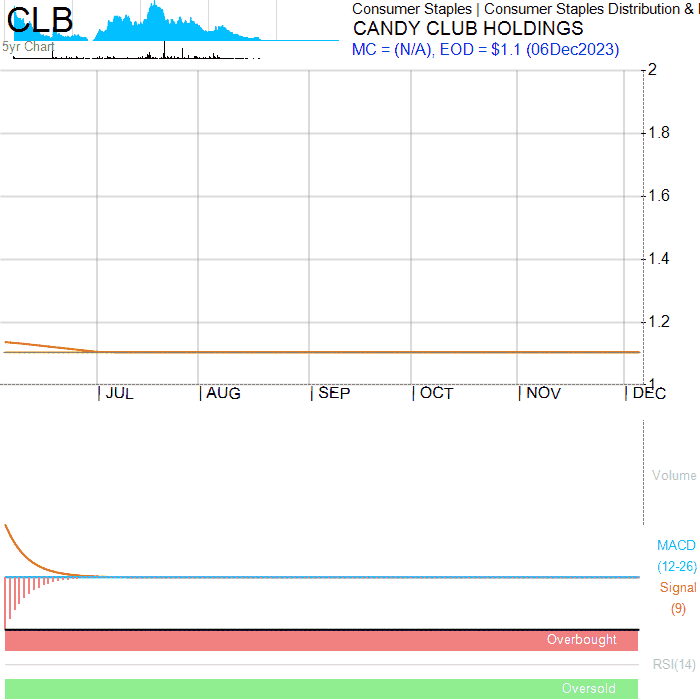 CLB
5yr Chart
Consumer Staples | Consumer Staples Distribution &
CANDY CLUB HOLDINGS
MC = (N/A), EOD = $1.1 (06Dec2023)
2
1.8
1.6
1.4
1.2
1
| JUL | AUG | SEP | OCT | NOV | DEC
Volume
MACD
(12-26)
Signal
(9)
Overbought
RSI(14)
Oversold